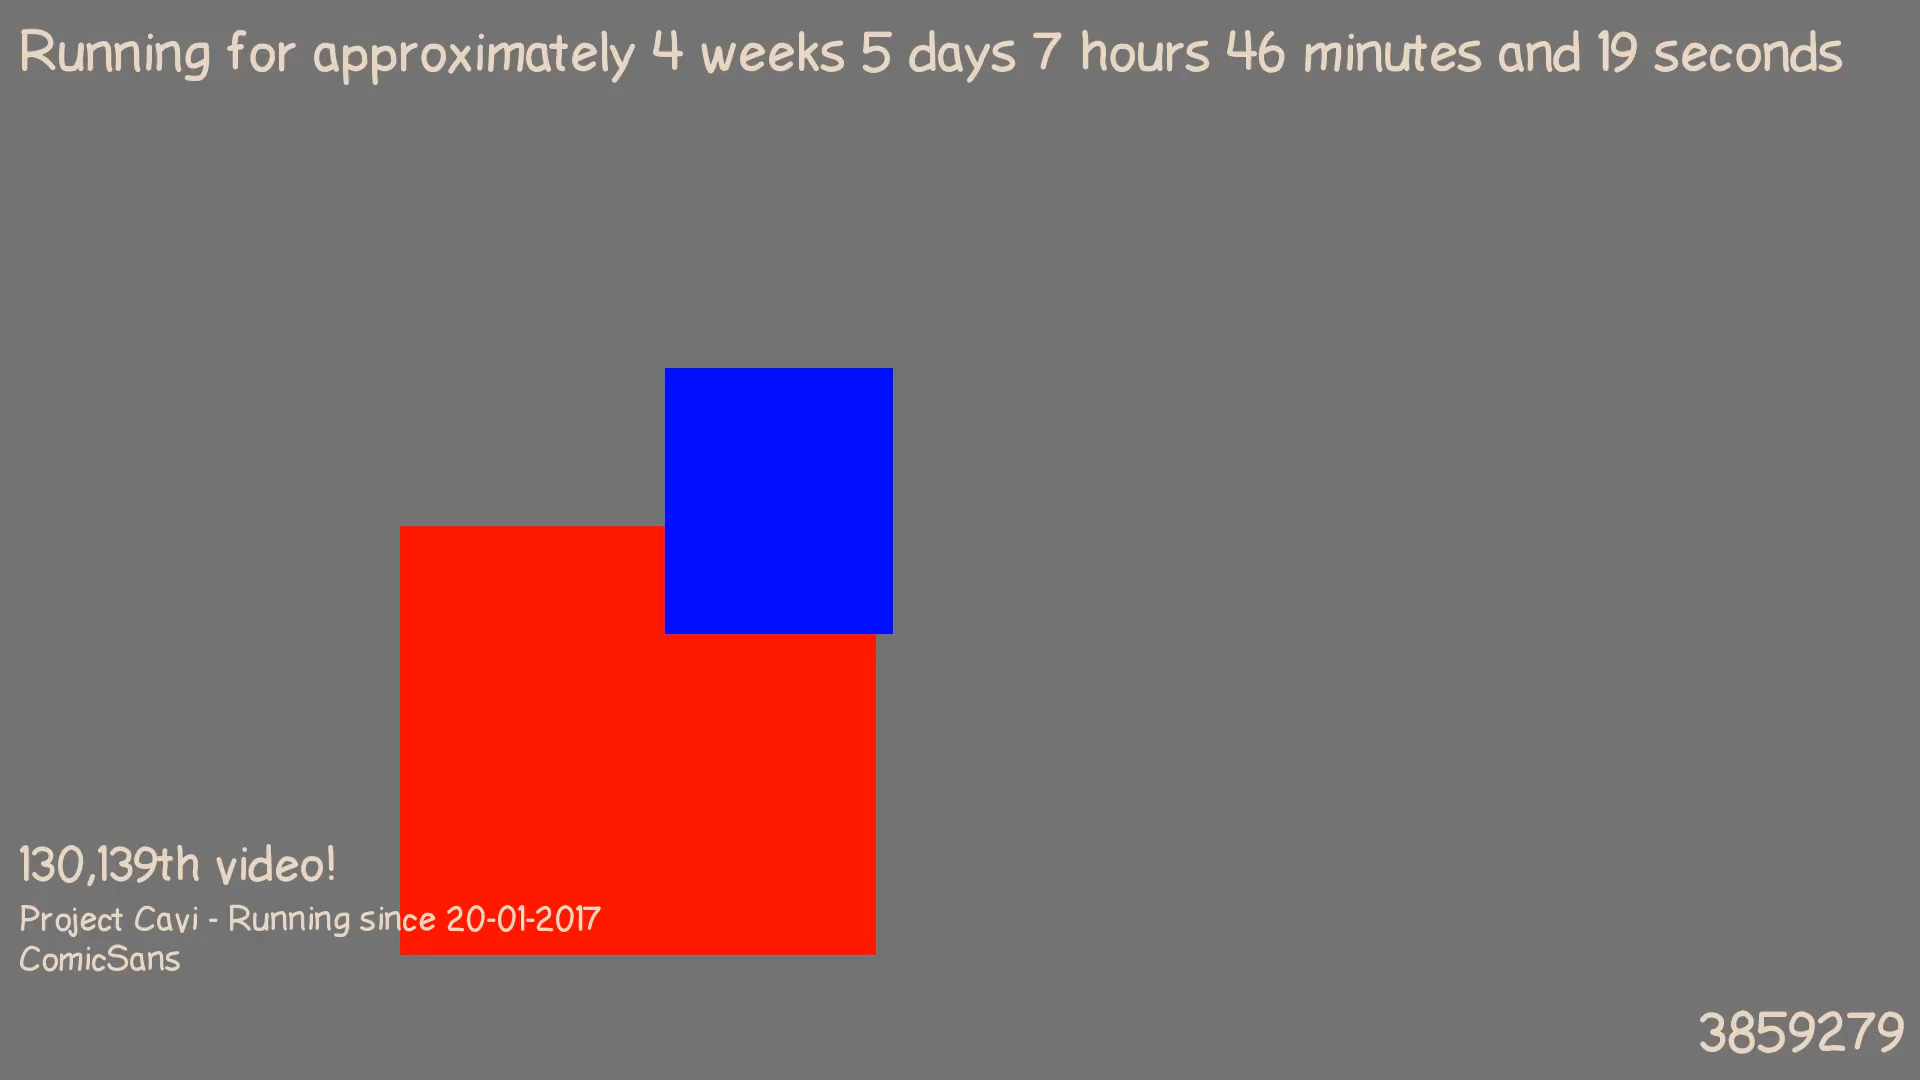 Running for approximately 4 weeks 5 days 7 hours 46 minutes and 19 seconds
130,139th video!
Project Cavi - Running since 20-01-2017
ComicSans
3859279